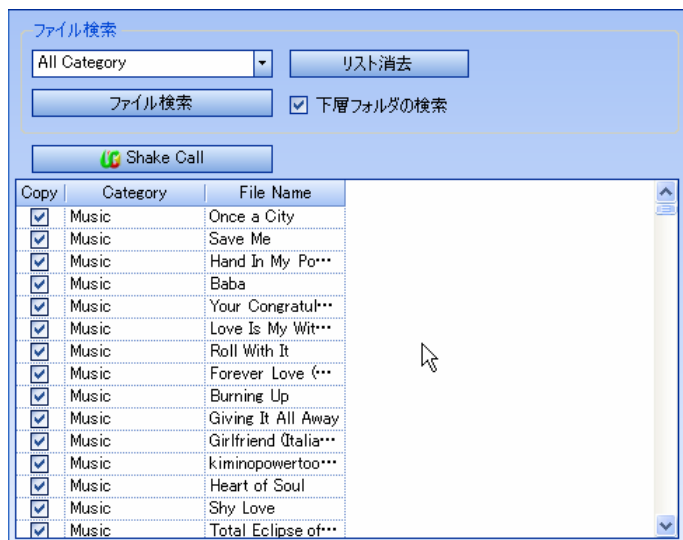 ファイル検索
All Category リスト消去
ファイル検索 下層フォルダの検索
Shake Call
Copy Category File Name
Music Once a City
Music Save Me
Music Hand In My Po…
Music Baba
Music Your Congratul…
Music Love Is My Wit…
Music Roll With It
Music Forever Love (…
Music Burning Up
Music Giving It All Away
Music Girlfriend (Italia…
Music kiminopowertoo…
Music Heart of Soul
Music Shy Love
Music Total Eclipse of…